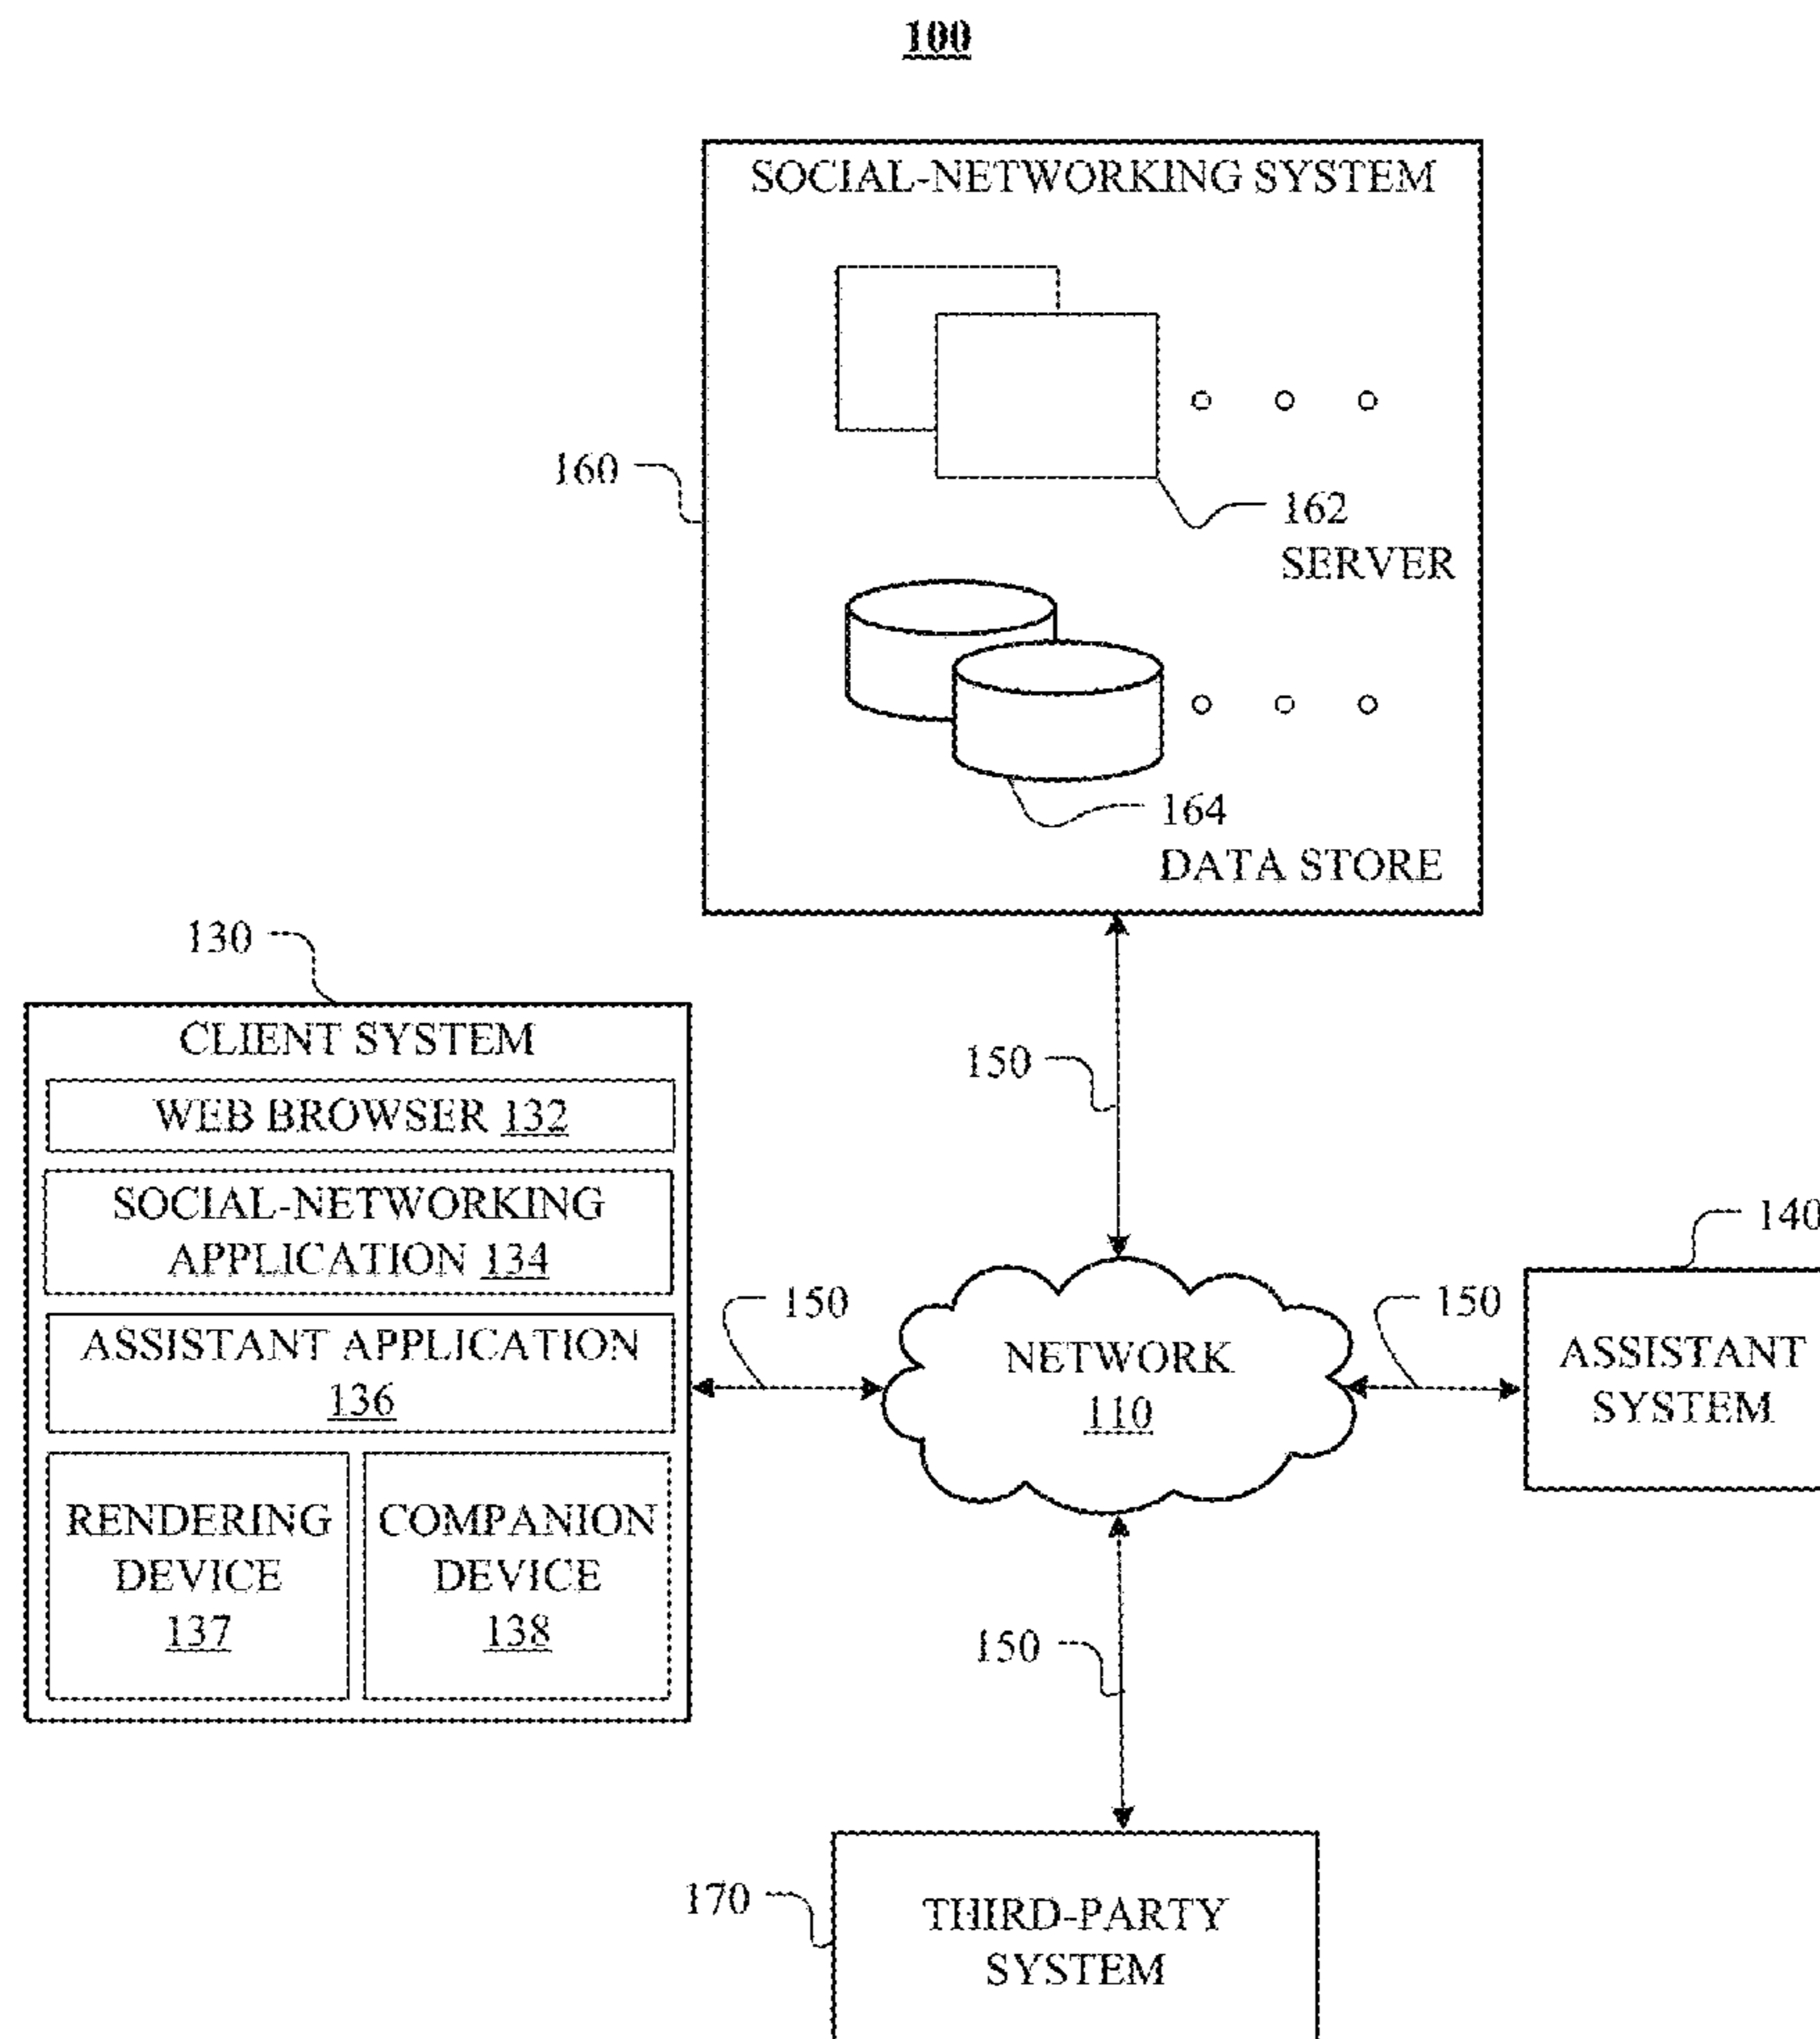 100
SOCIAL-NETWORKING SYSTEM
160
162
SERVER
164
DATA STORE
130
CLIENT SYSTEM
WEB BROWSER 132
SOCIAL-NETWORKING
APPLICATION 134
ASSISTANT APPLICATION
136
RENDERING
DEVICE
137
COMPANION
DEVICE
138
150
150
NETWORK
110
150
140
ASSISTANT
SYSTEM
150
170
THIRD-PARTY
SYSTEM